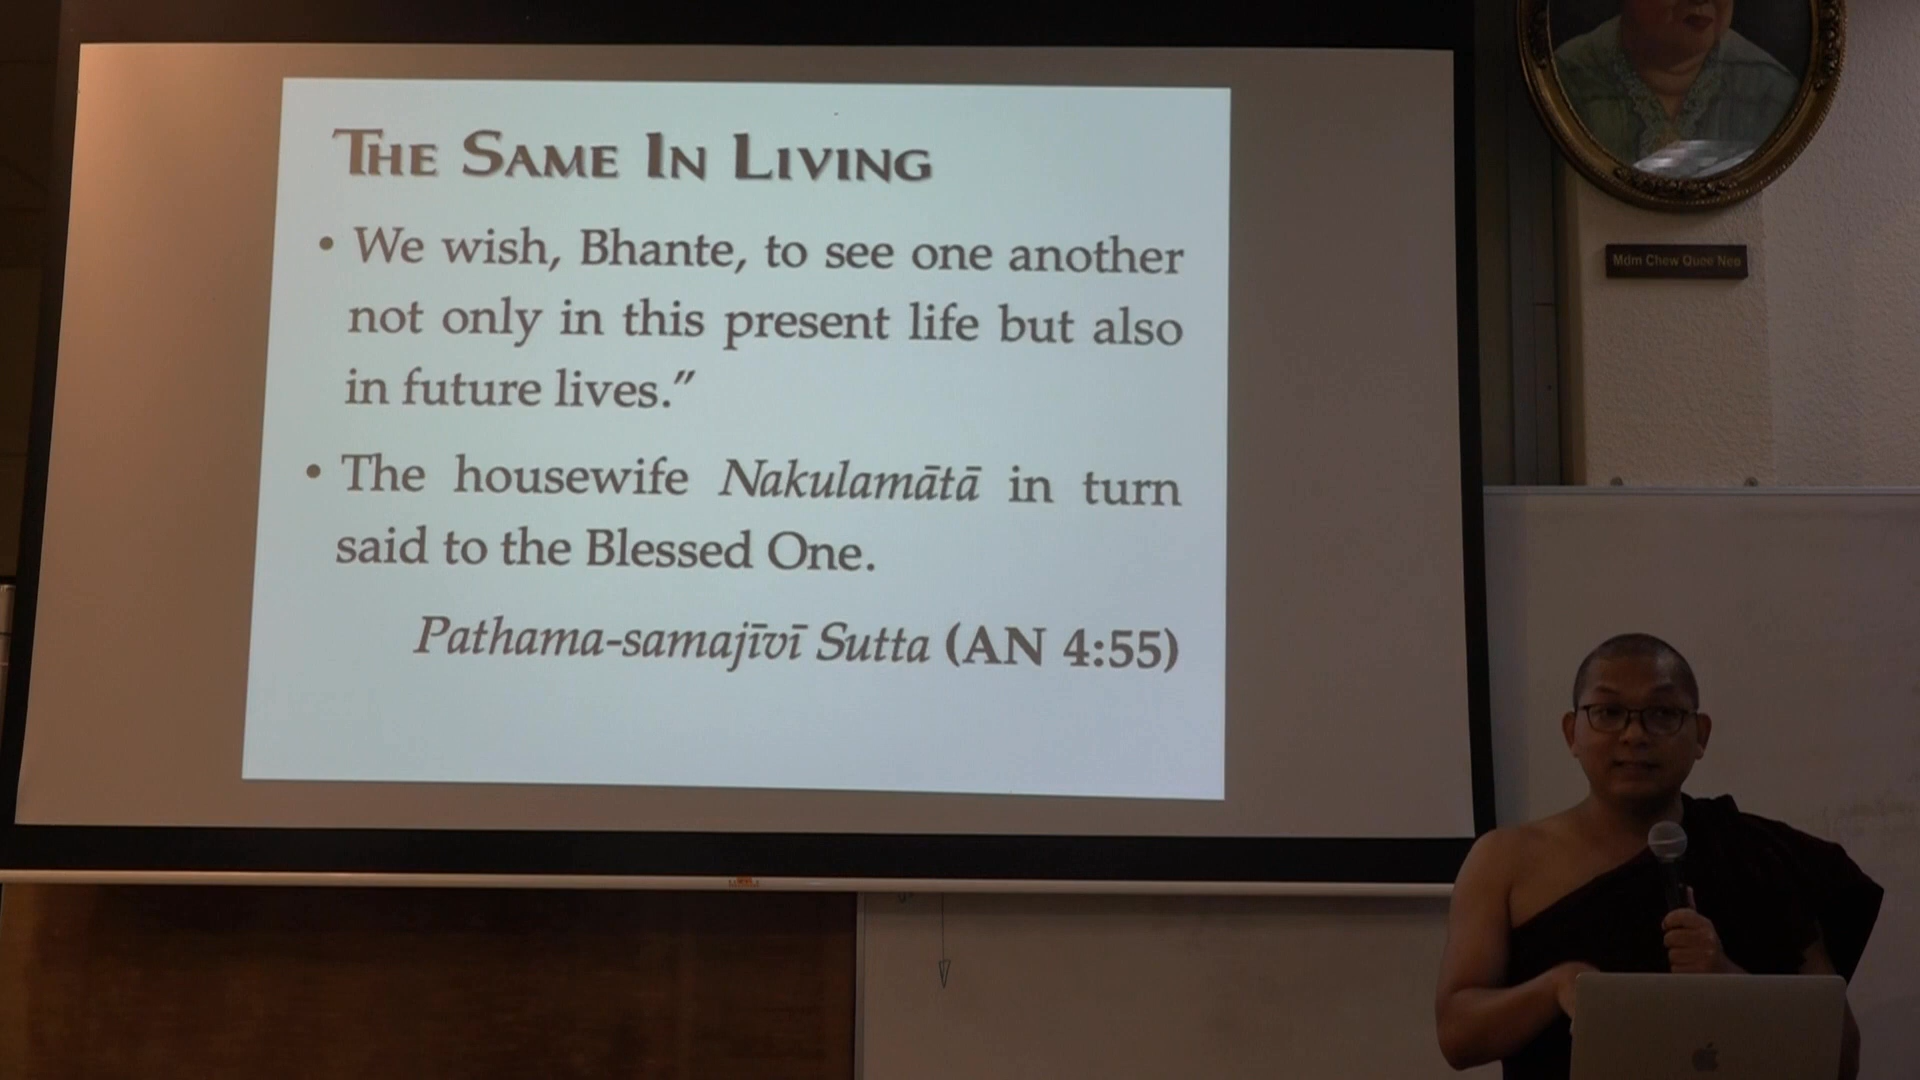 THE SAME IN LIVING
• We wish, Bhante, to see one another
not only in this present life but also
in future lives.”
• The housewife Nakulamātā in turn
said to the Blessed One.
Pathama-samajīvī Sutta (AN 4:55)
Mdm Chew Quee Neo